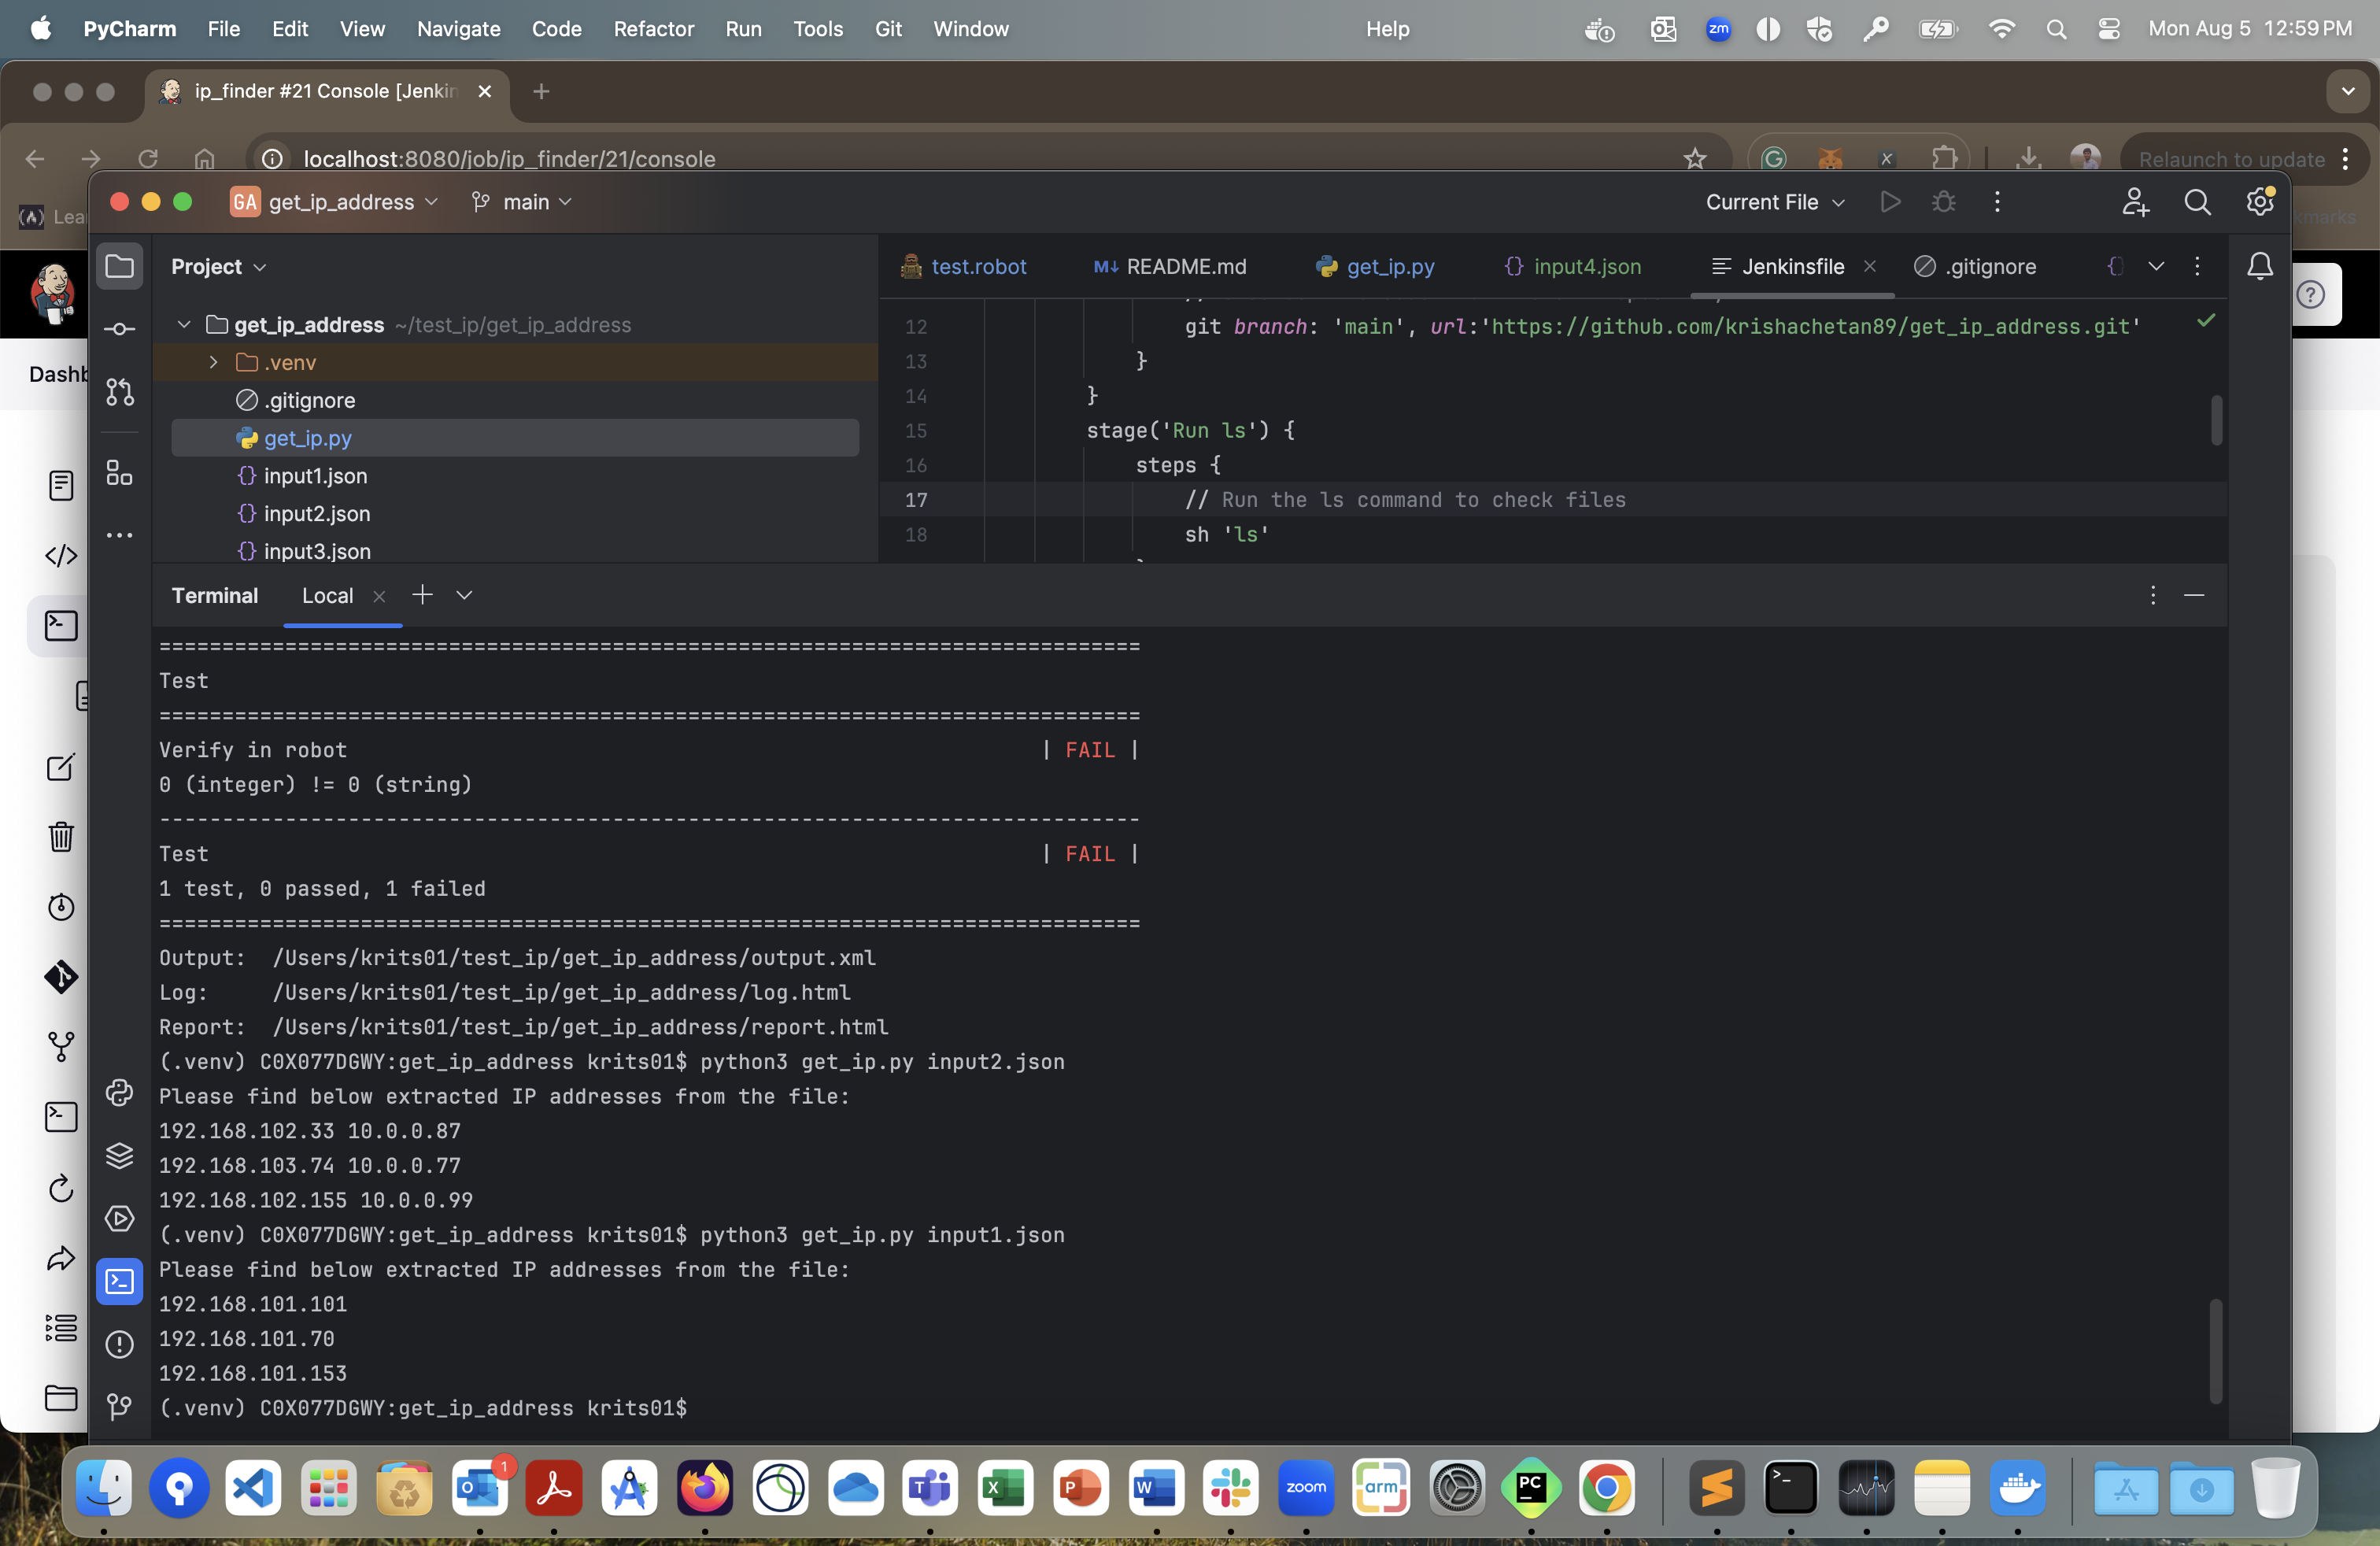 PyCharm File Edit View Navigate Code Refactor Run Tools Git Window Help zm Mon Aug 5 12:59 PM
ip_finder #21 Console [Jenkin
localhost:8080/job/ip_finder/21/console Relaunch to update
GA get_ip_address main Current File
Lea
kmarks
Dashb
Project
get_ip_address ~/test_ip/get_ip_address
.venv
.gitignore
get_ip.py
input1.json
input2.json
input3.json
test.robot README.md get_ip.py input4.json Jenkinsfile .gitignore
12 git branch: 'main', url:'https://github.com/krishachetan89/get_ip_address.git'
13 }
14 }
15 stage('Run ls') {
16 steps {
17 // Run the ls command to check files
18 sh 'ls'
Terminal Local
==============================================================================
Test
==============================================================================
Verify in robot | FAIL |
0 (integer) != 0 (string)
------------------------------------------------------------------------------
Test | FAIL |
1 test, 0 passed, 1 failed
==============================================================================
Output: /Users/krits01/test_ip/get_ip_address/output.xml
Log: /Users/krits01/test_ip/get_ip_address/log.html
Report: /Users/krits01/test_ip/get_ip_address/report.html
(.venv) C0X077DGWY:get_ip_address krits01$ python3 get_ip.py input2.json
Please find below extracted IP addresses from the file:
192.168.102.33 10.0.0.87
192.168.103.74 10.0.0.77
192.168.102.155 10.0.0.99
(.venv) C0X077DGWY:get_ip_address krits01$ python3 get_ip.py input1.json
Please find below extracted IP addresses from the file:
192.168.101.101
192.168.101.70
192.168.101.153
(.venv) C0X077DGWY:get_ip_address krits01$
1
zoom arm PC